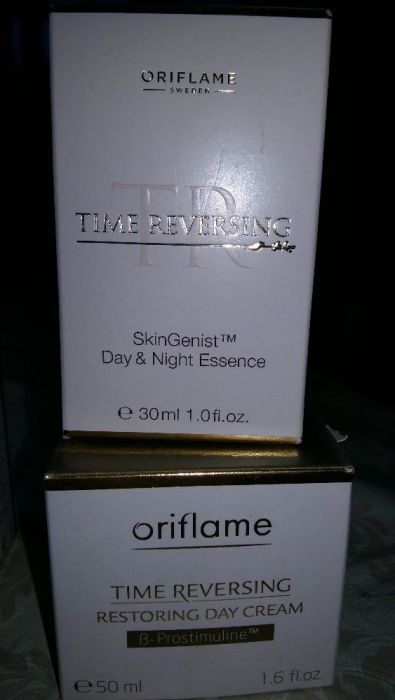 ORIFLAME
SWEDEN
TR
TIME REVERSING
SkinGenist™
Day & Night Essence
℮ 30ml 1.0fl.oz.
oriflame
TIME REVERSING
RESTORING DAY CREAM
β-Prostimuline™
℮ 50 ml 1.6 fl.oz.